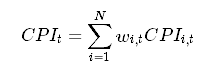 CPI_t = \sum_{i=1}^{N} w_{i,t} CPI_{i,t}